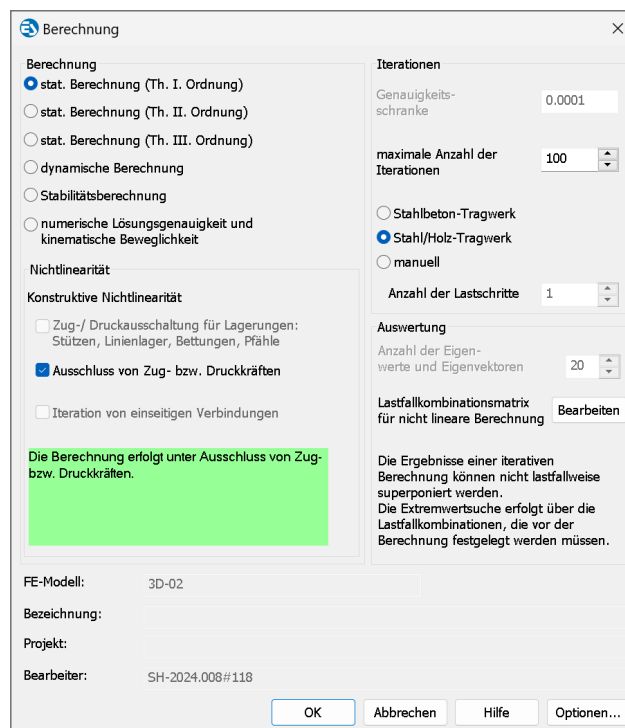 Berechnung
Berechnung
stat. Berechnung (Th. I. Ordnung)
stat. Berechnung (Th. II. Ordnung)
stat. Berechnung (Th. III. Ordnung)
dynamische Berechnung
Stabilitätsberechnung
numerische Lösungsgenauigkeit und
kinematische Beweglichkeit
Nichtlinearität
Konstruktive Nichtlinearität
Zug-/ Druckausschaltung für Lagerungen:
Stützen, Linienlager, Bettungen, Pfähle
Ausschluss von Zug- bzw. Druckkräften
Iteration von einseitigen Verbindungen
Die Berechnung erfolgt unter Ausschluss von Zug-
bzw. Druckkräften.
Iterationen
Genauigkeits-
schranke
0.0001
maximale Anzahl der
Iterationen
100
Stahlbeton-Tragwerk
Stahl/Holz-Tragwerk
manuell
Anzahl der Lastschritte
1
Auswertung
Anzahl der Eigen-
werte und Eigenvektoren
20
Lastfallkombinationsmatrix
für nicht lineare Berechnung
Bearbeiten
Die Ergebnisse einer iterativen
Berechnung können nicht lastfallweise
superponiert werden.
Die Extremwertsuche erfolgt über die
Lastfallkombinationen, die vor der
Berechnung festgelegt werden müssen.
FE-Modell:
3D-02
Bezeichnung:
Projekt:
Bearbeiter:
SH-2024.008#118
OK
Abbrechen
Hilfe
Optionen...